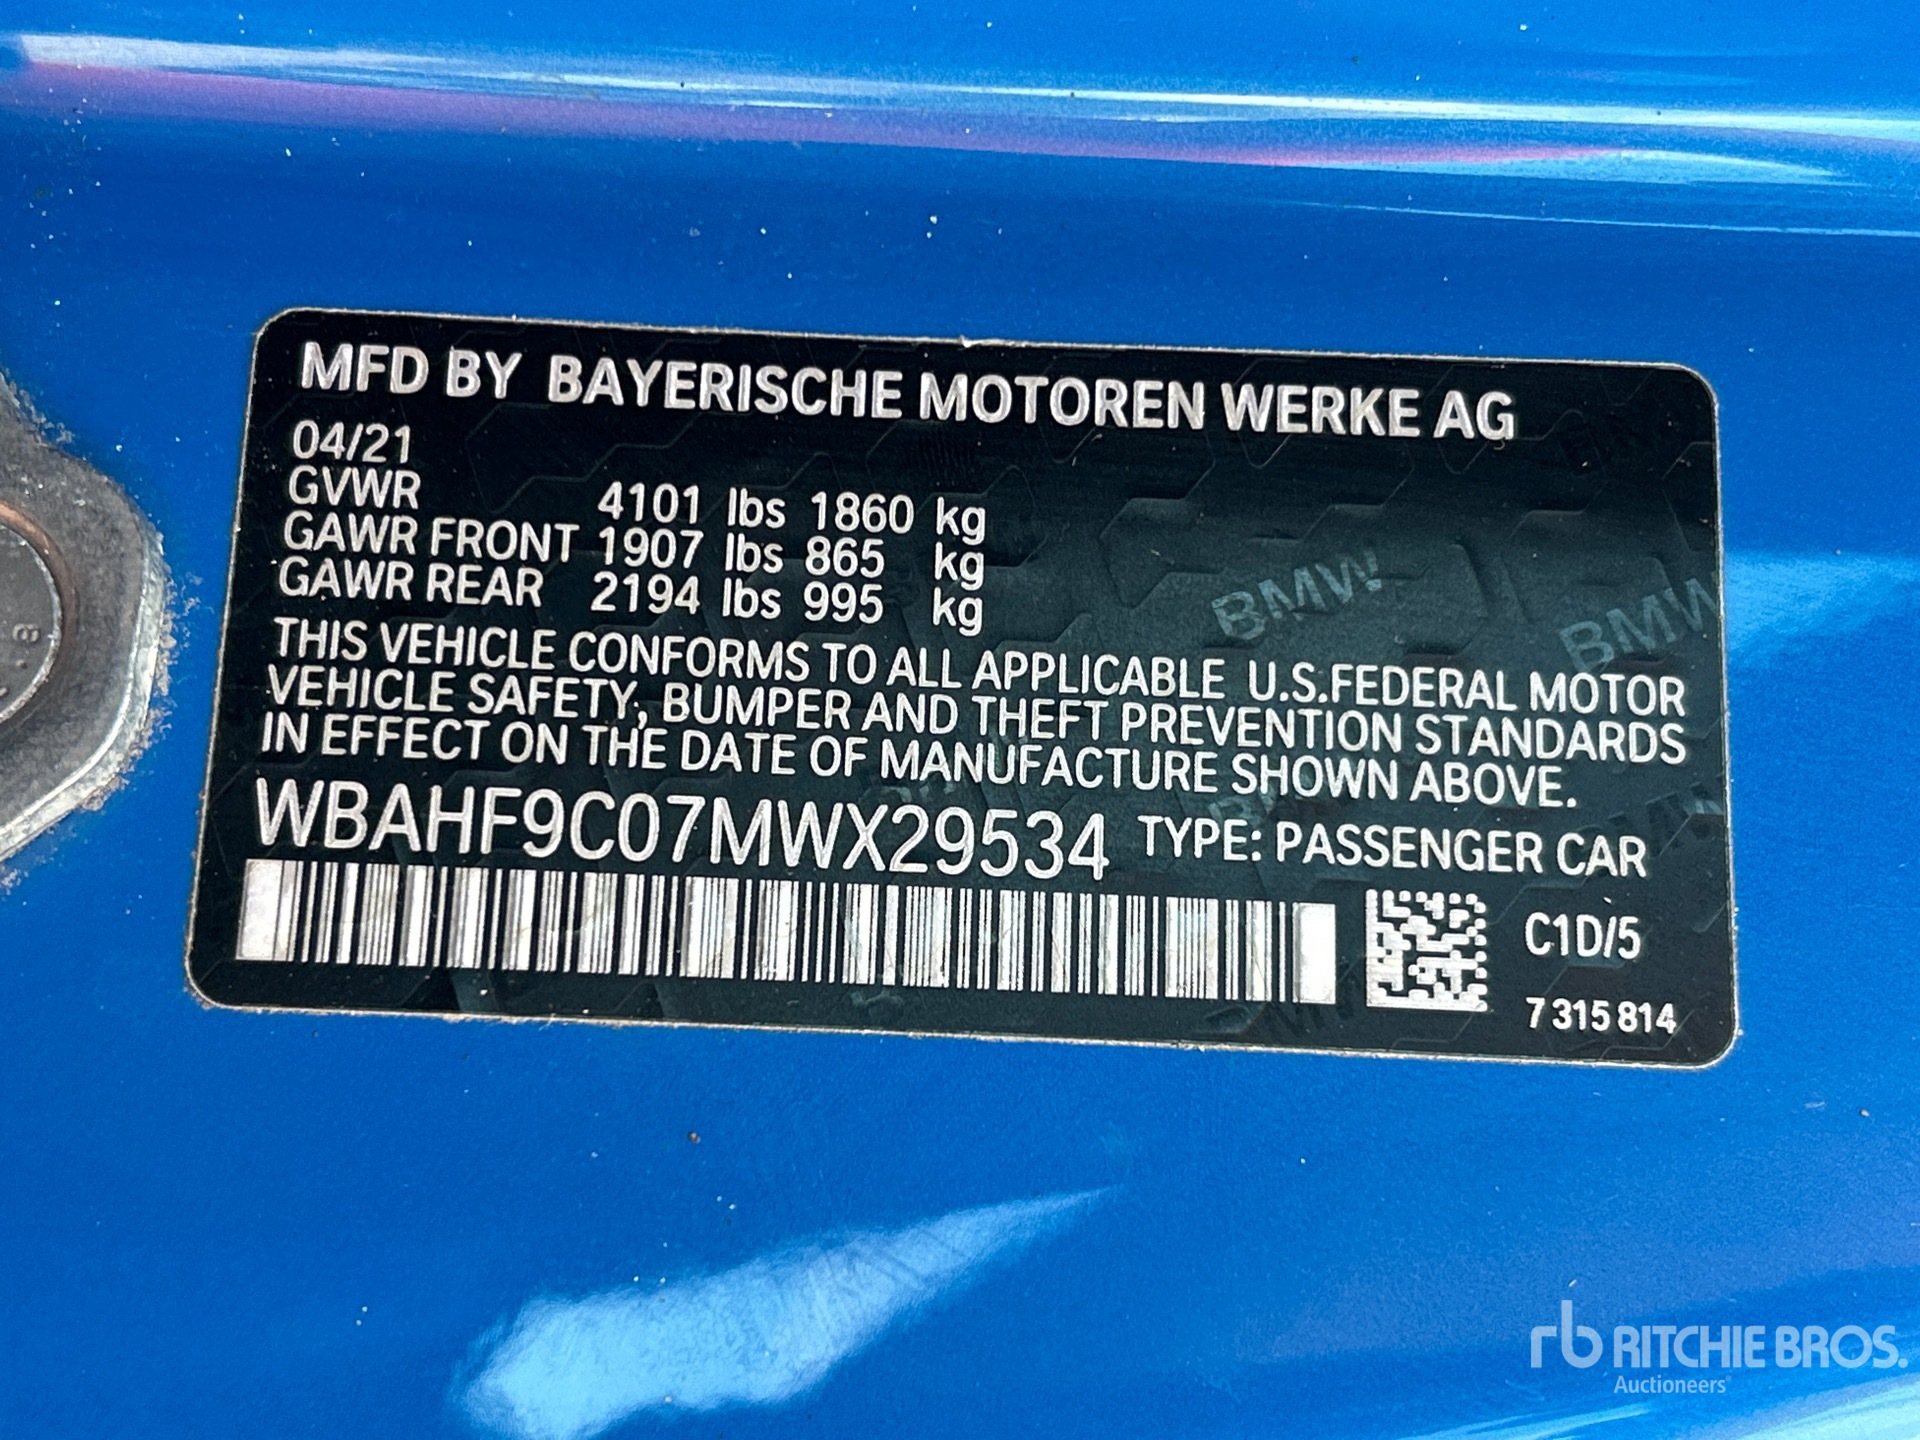 MFD BY BAYERISCHE MOTOREN WERKE AG
04/21
GVWR 4101 lbs 1860 kg
GAWR FRONT 1907 lbs 865 kg
GAWR REAR 2194 lbs 995 kg
BMW BMW
THIS VEHICLE CONFORMS TO ALL APPLICABLE U.S.FEDERAL MOTOR
VEHICLE SAFETY, BUMPER AND THEFT PREVENTION STANDARDS
IN EFFECT ON THE DATE OF MANUFACTURE SHOWN ABOVE.
WBAHF9C07MWX29534 TYPE: PASSENGER CAR
C1D/5
7 315 814
rb RITCHIE BROS.
Auctioneers